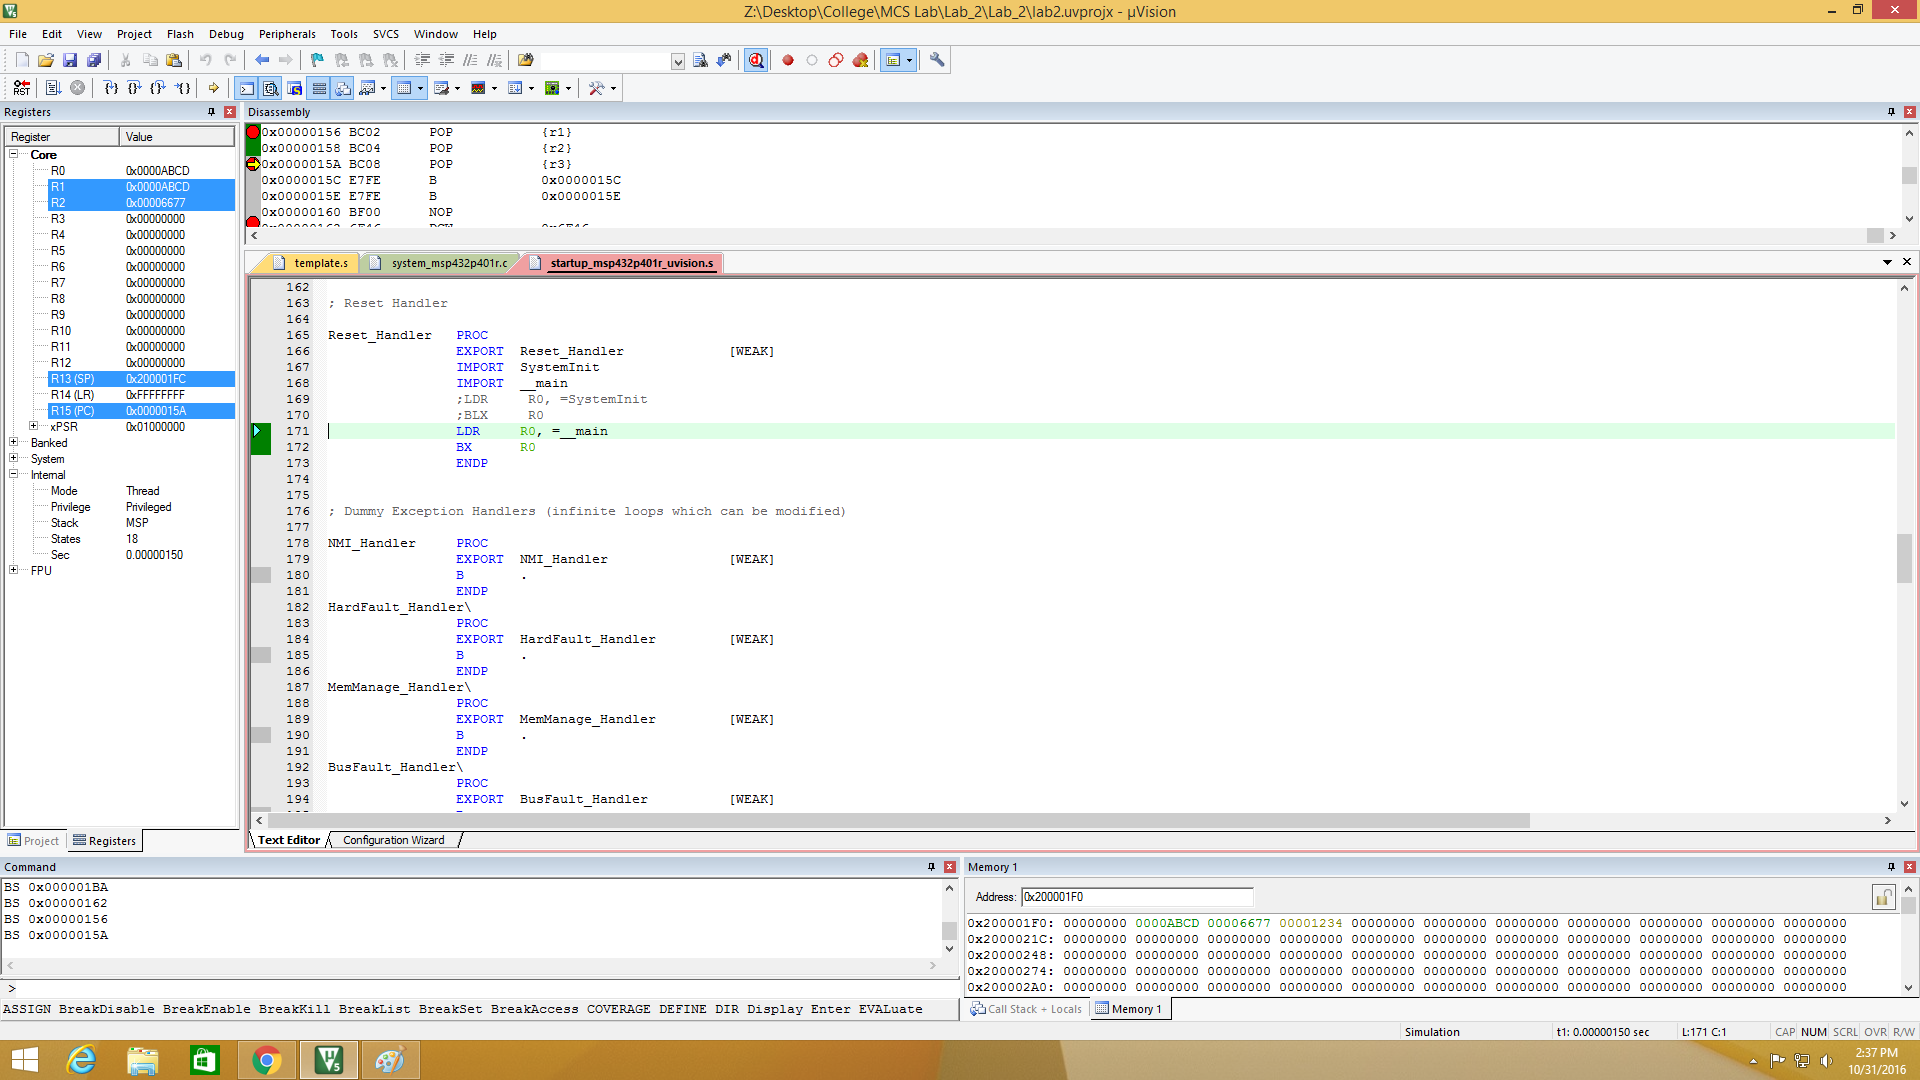 Z:\Desktop\College\MCS Lab\Lab_2\Lab_2\lab2.uvprojx - µVision
File Edit View Project Flash Debug Peripherals Tools SVCS Window Help
Registers
Register Value
Core
R0 0x0000ABCD
R1 0x0000ABCD
R2 0x00006677
R3 0x00000000
R4 0x00000000
R5 0x00000000
R6 0x00000000
R7 0x00000000
R8 0x00000000
R9 0x00000000
R10 0x00000000
R11 0x00000000
R12 0x00000000
R13 (SP) 0x200001FC
R14 (LR) 0xFFFFFFFF
R15 (PC) 0x0000015A
xPSR 0x01000000
Banked
System
Internal
Mode Thread
Privilege Privileged
Stack MSP
States 18
Sec 0.00000150
FPU
Project Registers
Disassembly
0x00000156 BC02 POP {r1}
0x00000158 BC04 POP {r2}
0x0000015A BC08 POP {r3}
0x0000015C E7FE B 0x0000015C
0x0000015E E7FE B 0x0000015E
0x00000160 BF00 NOP
template.s system_msp432p401r.c startup_msp432p401r_uvision.s
162
163 ; Reset Handler
164
165 Reset_Handler PROC
166 EXPORT Reset_Handler [WEAK]
167 IMPORT SystemInit
168 IMPORT __main
169 ;LDR R0, =SystemInit
170 ;BLX R0
171 LDR R0, =__main
172 BX R0
173 ENDP
174
175
176 ; Dummy Exception Handlers (infinite loops which can be modified)
177
178 NMI_Handler PROC
179 EXPORT NMI_Handler [WEAK]
180 B .
181 ENDP
182 HardFault_Handler\
183 PROC
184 EXPORT HardFault_Handler [WEAK]
185 B .
186 ENDP
187 MemManage_Handler\
188 PROC
189 EXPORT MemManage_Handler [WEAK]
190 B .
191 ENDP
192 BusFault_Handler\
193 PROC
194 EXPORT BusFault_Handler [WEAK]
Text Editor Configuration Wizard
Command
BS 0x000001BA
BS 0x00000162
BS 0x00000156
BS 0x0000015A
>
ASSIGN BreakDisable BreakEnable BreakKill BreakList BreakSet BreakAccess COVERAGE DEFINE DIR Display Enter EVALuate
Memory 1
Address: 0x200001F0
0x200001F0: 00000000 0000ABCD 00006677 00001234 00000000 00000000 00000000 00000000 00000000 00000000 00000000
0x2000021C: 00000000 00000000 00000000 00000000 00000000 00000000 00000000 00000000 00000000 00000000 00000000
0x20000248: 00000000 00000000 00000000 00000000 00000000 00000000 00000000 00000000 00000000 00000000 00000000
0x20000274: 00000000 00000000 00000000 00000000 00000000 00000000 00000000 00000000 00000000 00000000 00000000
0x200002A0: 00000000 00000000 00000000 00000000 00000000 00000000 00000000 00000000 00000000 00000000 00000000
Call Stack + Locals Memory 1
Simulation t1: 0.00000150 sec L:171 C:1 CAP NUM SCRL OVR R/W
2:37 PM
10/31/2016